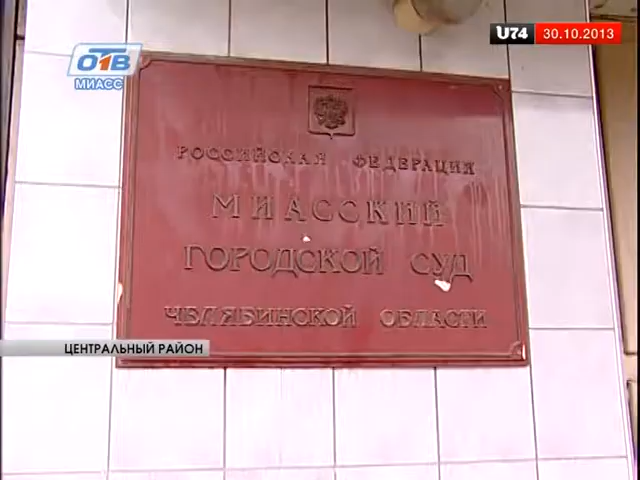 ОТВ
МИАСС
U74 30.10.2013
РОССИЙСКАЯ ФЕДЕРАЦИЯ
МИАССКИЙ
ГОРОДСКОЙ СУД
ЧЕЛЯБИНСКОЙ ОБЛАСТИ
ЦЕНТРАЛЬНЫЙ РАЙОН